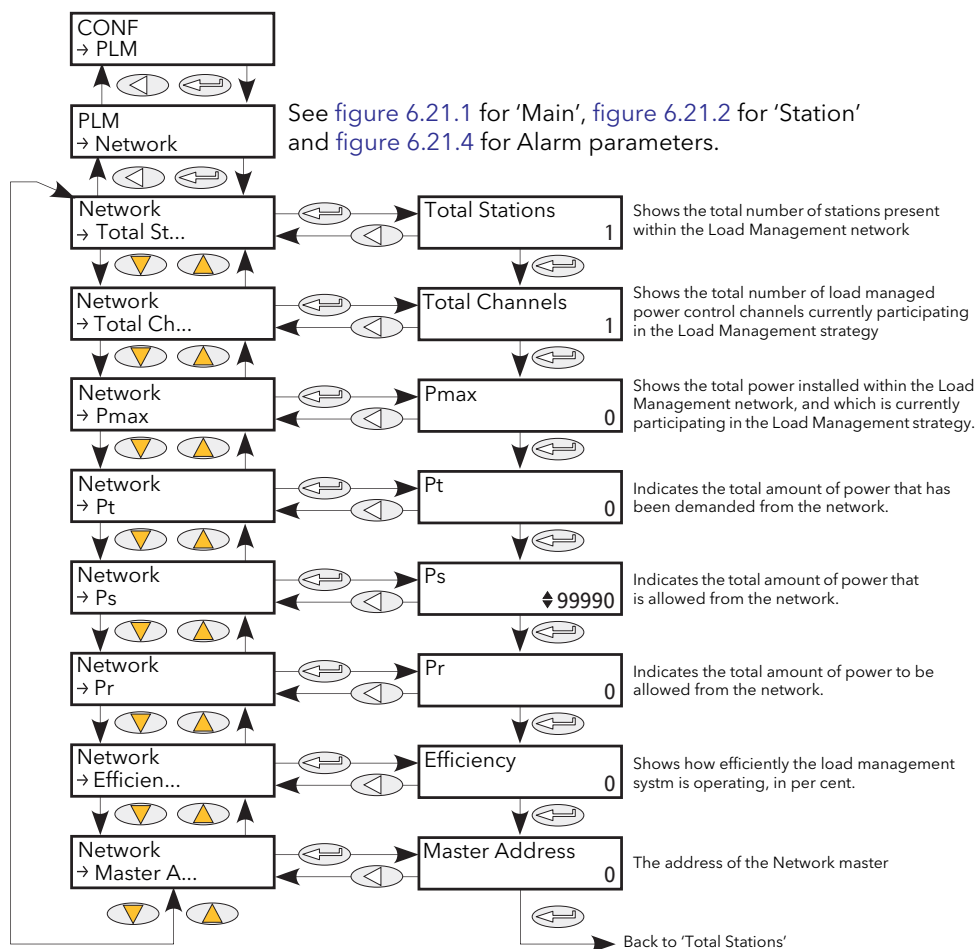 CONF
→ PLM
PLM
→ Network
See figure 6.21.1 for ‘Main’, figure 6.21.2 for ‘Station’
and figure 6.21.4 for Alarm parameters.
Network
→ Total St...
Total Stations
1
Shows the total number of stations present
within the Load Management network
Network
→ Total Ch...
Total Channels
1
Shows the total number of load managed
power control channels currently participating
in the Load Management strategy
Network
→ Pmax
Pmax
0
Shows the total power installed within the Load
Management network, and which is currently
participating in the Load Management strategy.
Network
→ Pt
Pt
0
Indicates the total amount of power that has
been demanded from the network.
Network
→ Ps
Ps
99990
Indicates the total amount of power that
is allowed from the network.
Network
→ Pr
Pr
0
Indicates the total amount of power to be
allowed from the network.
Network
→ Efficien...
Efficiency
0
Shows how efficiently the load management
systm is operating, in per cent.
Network
→ Master A...
Master Address
0
The address of the Network master
Back to ‘Total Stations’